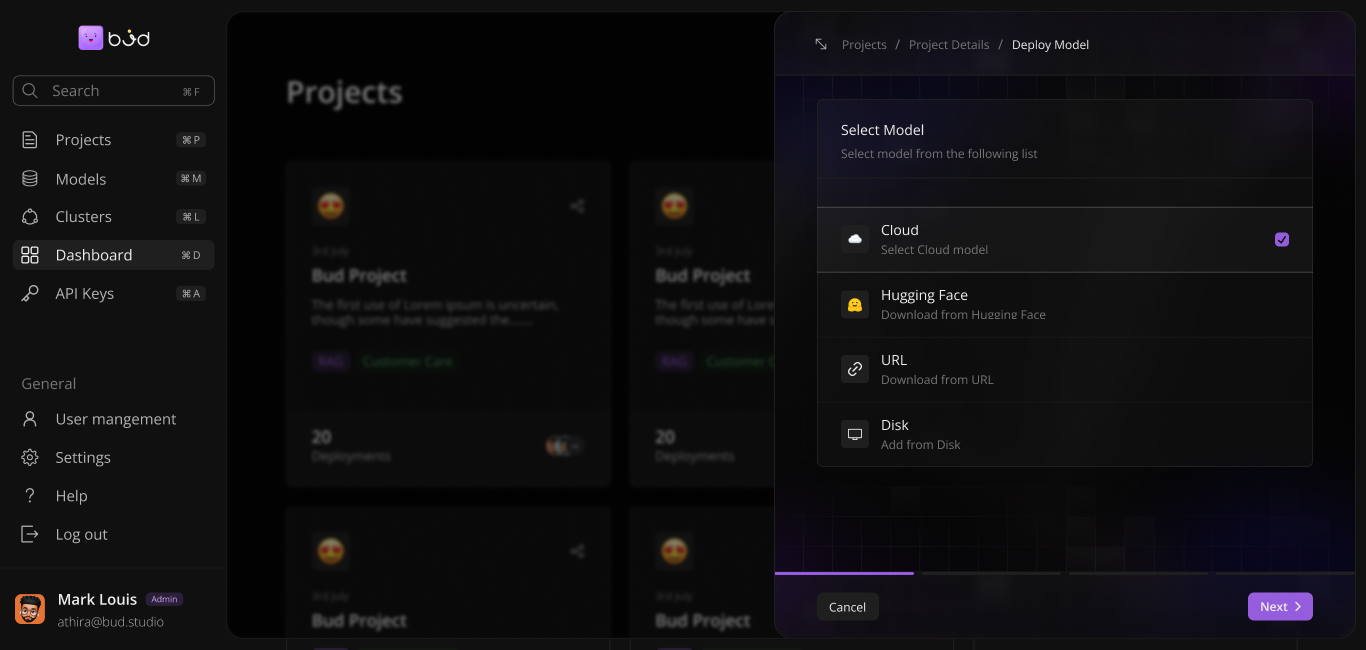 bud
Search ⌘ F
Projects ⌘ P
Models ⌘ M
Clusters ⌘ L
Dashboard ⌘ D
API Keys ⌘ A
General
User mangement
Settings
Help
Log out
Mark Louis Admin
athira@bud.studio
Projects
3rd July
Bud Project
The first use of Lorem ipsum is uncertain,
though some have suggested the.......
RAG Customer Care
20
Deployments
3rd July
Bud Project
The first use of Lore
though some have s
RAG Customer C
20
Deployments
3rd July
Bud Project
3rd July
Bud Project
Projects / Project Details / Deploy Model
Select Model
Select model from the following list
Cloud
Select Cloud model
Hugging Face
Download from Hugging Face
URL
Download from URL
Disk
Add from Disk
Cancel
Next